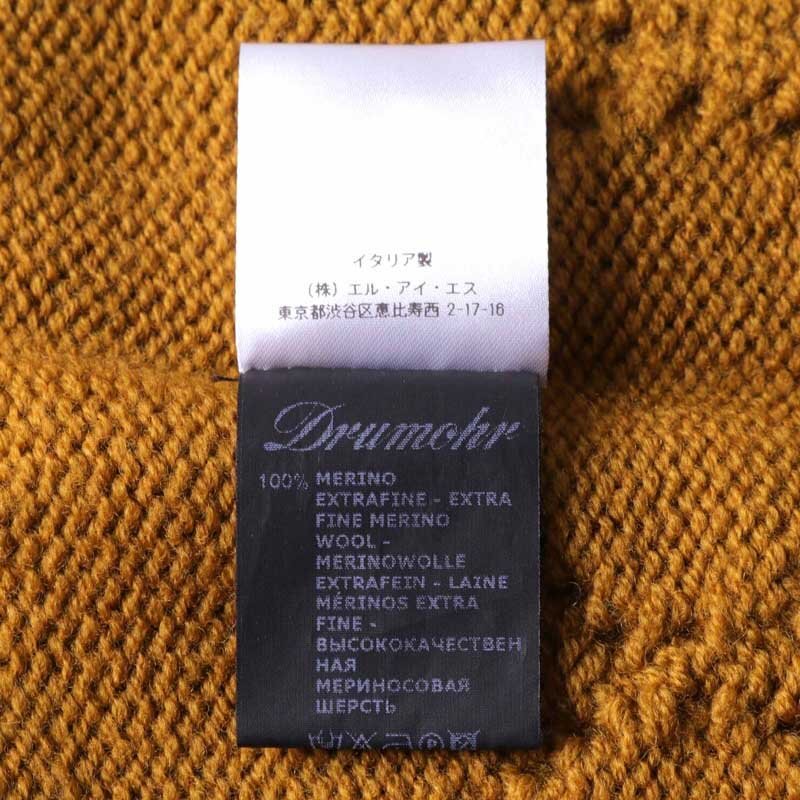 イタリア製
（株）エル・アイ・エス
東京都渋谷区恵比寿西 2-17-16
Drumohr
100% MERINO
EXTRAFINE - EXTRA
FINE MERINO
WOOL -
MERINOWOLLE
EXTRAFEIN - LAINE
MÉRINOS EXTRA
FINE -
ВЫСОКОКАЧЕСТВЕН
НАЯ
МЕРИНОСОВАЯ
ШЕРСТЬ